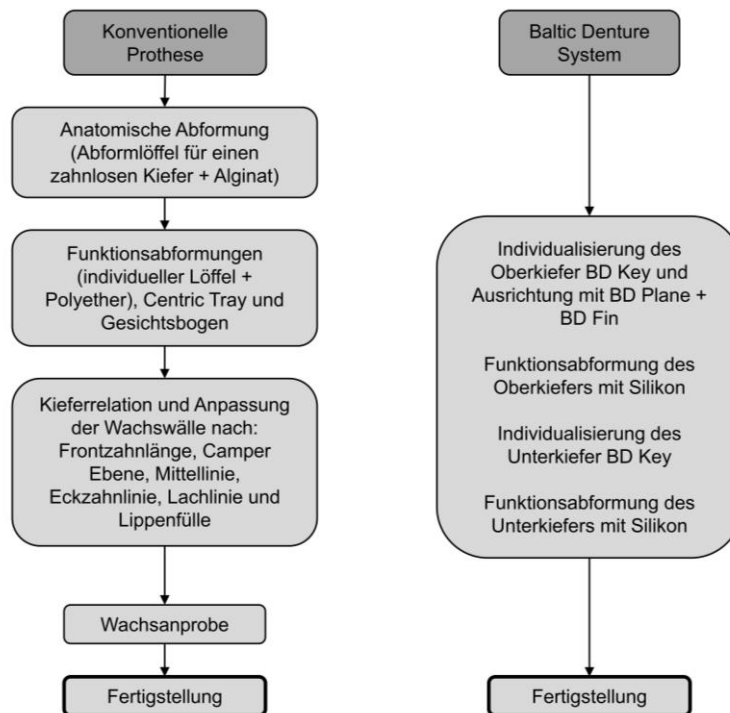 Konventionelle
Prothese
Anatomische Abformung
(Abformlöffel für einen
zahnlosen Kiefer + Alginat)
Funktionsabformungen
(individueller Löffel +
Polyether), Centric Tray und
Gesichtsbogen
Kieferrelation und Anpassung
der Wachswälle nach:
Frontzahnlänge, Camper
Ebene, Mittellinie,
Eckzahnlinie, Lachlinie und
Lippenfülle
Wachsanprobe
Fertigstellung
Baltic Denture
System
Individualisierung des
Oberkiefer BD Key und
Ausrichtung mit BD Plane +
BD Fin
Funktionsabformung des
Oberkiefers mit Silikon
Individualisierung des
Unterkiefer BD Key
Funktionsabformung des
Unterkiefers mit Silikon
Fertigstellung